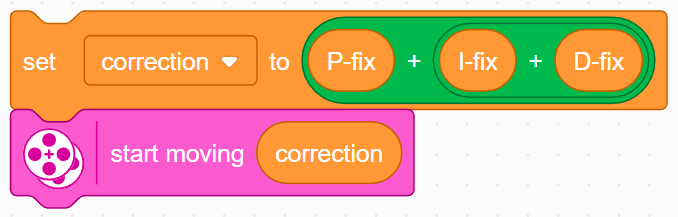 set correction to P-fix + I-fix + D-fix
start moving correction